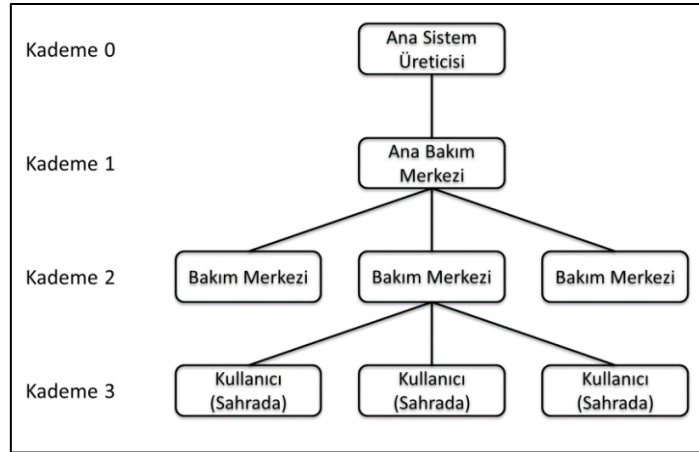 Kademe 0
Ana Sistem
Üreticisi
Kademe 1
Ana Bakım
Merkezi
Kademe 2
Bakım Merkezi
Bakım Merkezi
Bakım Merkezi
Kademe 3
Kullanıcı
(Sahrada)
Kullanıcı
(Sahrada)
Kullanıcı
(Sahrada)